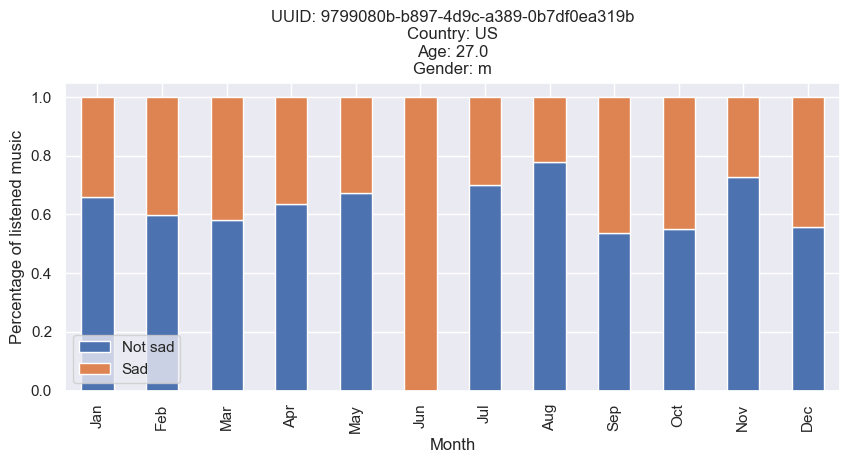 UUID: 9799080b-b897-4d9c-a389-0b7df0ea319b
Country: US
Age: 27.0
Gender: m
Percentage of listened music
1.0
0.8
0.6
0.4
0.2
0.0
Not sad
Sad
Jan Feb Mar Apr May Jun Jul Aug Sep Oct Nov Dec
Month